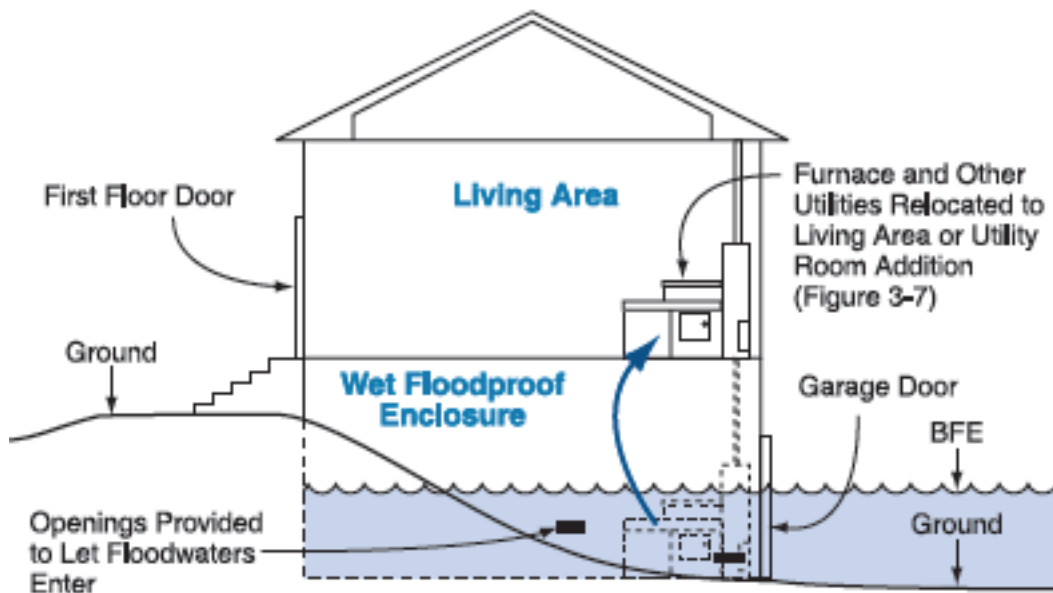 Living Area
First Floor Door
Furnace and Other
Utilities Relocated to
Living Area or Utility
Room Addition
(Figure 3-7)
Ground
Wet Floodproof
Enclosure
Garage Door
BFE
Openings Provided
to Let Floodwaters
Enter
Ground